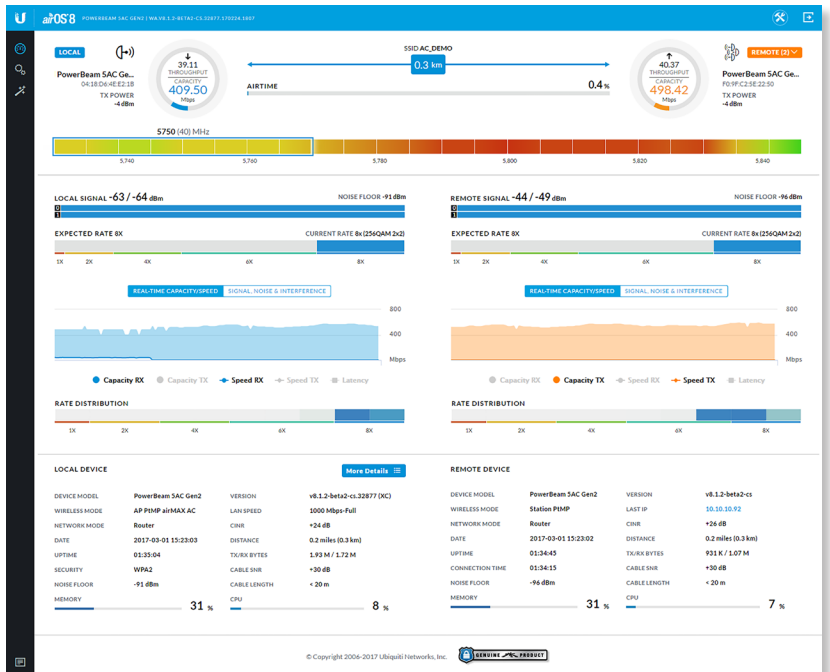 U airOS®8 POWERBEAM 5AC GEN2 | WA.V8.1.2-BETA2-CS.32877.170224.1607
LOCAL
PowerBeam 5AC Ge...
04:18:D6:4E:E2:1B
TX POWER
-4 dBm
39.11
THROUGHPUT
CAPACITY
409.50
Mbps
SSID AC_DEMO
0.3 km
AIRTIME 0.4 %
40.37
THROUGHPUT
CAPACITY
498.42
Mbps
REMOTE (2)
PowerBeam 5AC Ge...
F0:9F:C2:5E:22:50
TX POWER
-4 dBm
5750 (40) MHz
5,740 5,760 5,780 5,800 5,820 5,840
LOCAL SIGNAL -63 / -64 dBm NOISE FLOOR -91 dBm
0
1
EXPECTED RATE 8X CURRENT RATE 8x (256QAM 2x2)
1X 2X 4X 6X 8X
REAL-TIME CAPACITY/SPEED SIGNAL, NOISE & INTERFERENCE
800
400
Mbps
Capacity RX Capacity TX Speed RX Speed TX Latency
RATE DISTRIBUTION
1X 2X 4X 6X 8X
REMOTE SIGNAL -44 / -49 dBm NOISE FLOOR -96 dBm
0
1
EXPECTED RATE 8X CURRENT RATE 8x (256QAM 2x2)
1X 2X 4X 6X 8X
REAL-TIME CAPACITY/SPEED SIGNAL, NOISE & INTERFERENCE
800
400
Mbps
Capacity RX Capacity TX Speed RX Speed TX Latency
RATE DISTRIBUTION
1X 2X 4X 6X 8X
LOCAL DEVICE More Details
DEVICE MODEL PowerBeam 5AC Gen2 VERSION v8.1.2-beta2-cs.32877 (XC)
WIRELESS MODE AP PtMP airMAX AC LAN SPEED 1000 Mbps-Full
NETWORK MODE Router CINR +24 dB
DATE 2017-03-01 15:23:03 DISTANCE 0.2 miles (0.3 km)
UPTIME 01:35:04 TX/RX BYTES 1.93 M / 1.72 M
SECURITY WPA2 CABLE SNR +30 dB
NOISE FLOOR -91 dBm CABLE LENGTH < 20 m
MEMORY 31 % CPU 8 %
REMOTE DEVICE
DEVICE MODEL PowerBeam 5AC Gen2 VERSION v8.1.2-beta2-cs
WIRELESS MODE Station PtMP LAST IP 10.10.10.92
NETWORK MODE Router CINR +26 dB
DATE 2017-03-01 15:23:02 DISTANCE 0.2 miles (0.3 km)
UPTIME 01:34:45 TX/RX BYTES 931 K / 1.07 M
CONNECTION TIME 01:34:15 CABLE SNR +30 dB
NOISE FLOOR -96 dBm CABLE LENGTH < 20 m
MEMORY 31 % CPU 7 %
© Copyright 2006-2017 Ubiquiti Networks, Inc. GENUINE PRODUCT